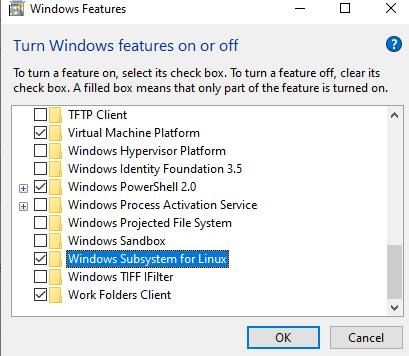 Windows Features
Turn Windows features on or off
?
To turn a feature on, select its check box. To turn a feature off, clear its
check box. A filled box means that only part of the feature is turned on.
TFTP Client
Virtual Machine Platform
Windows Hypervisor Platform
Windows Identity Foundation 3.5
Windows PowerShell 2.0
Windows Process Activation Service
Windows Projected File System
Windows Sandbox
Windows Subsystem for Linux
Windows TIFF IFilter
Work Folders Client
OK
Cancel